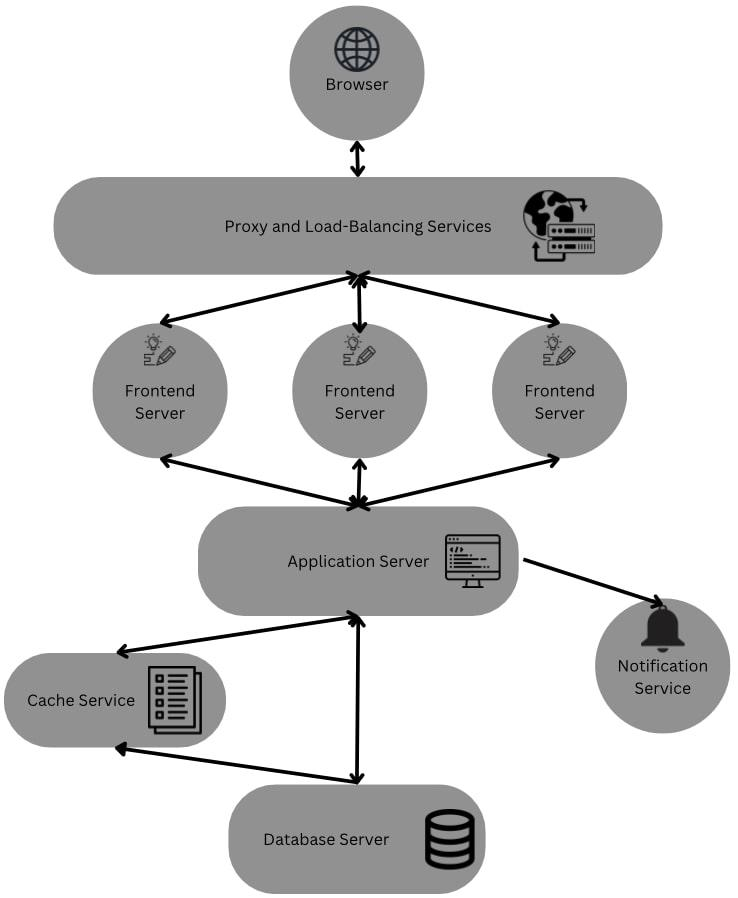 Browser
Proxy and Load-Balancing Services
Frontend
Server
Frontend
Server
Frontend
Server
Application Server
Notification
Service
Cache Service
Database Server